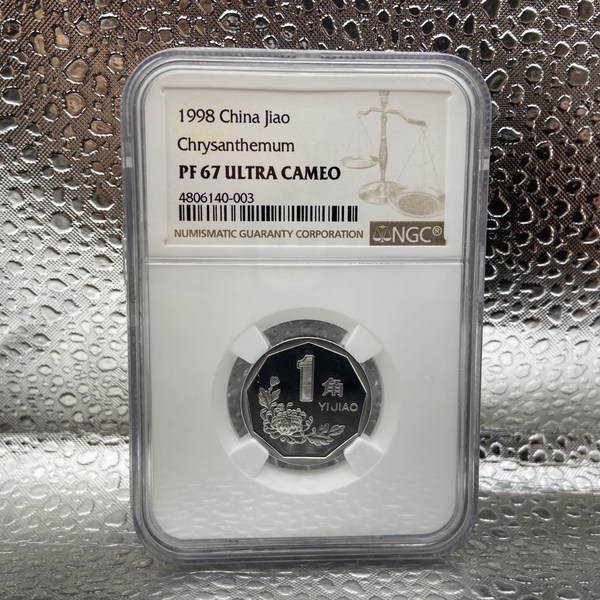 1998 China Jiao
Chrysanthemum
PF 67 ULTRA CAMEO
4806140-003
NUMISMATIC GUARANTY CORPORATION
NGC®
1角
YIJIAO